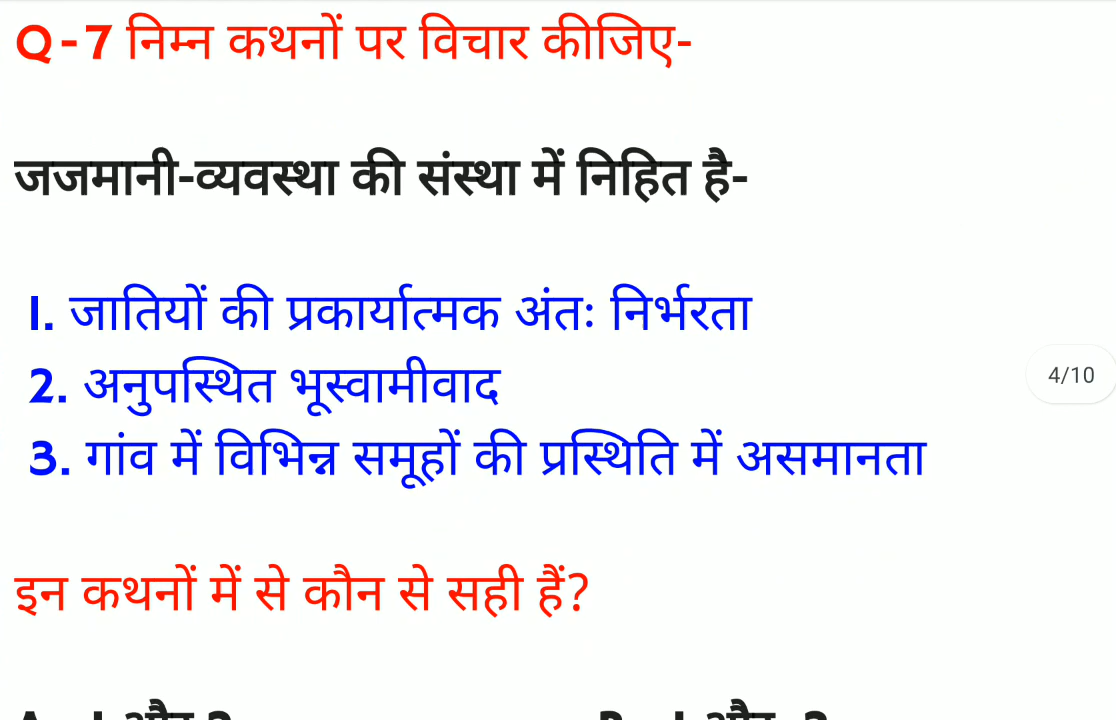 Q-7 निम्न कथनों पर विचार कीजिए-
जजमानी-व्यवस्था की संस्था में निहित है-
1. जातियों की प्रकार्यात्मक अंतः निर्भरता
2. अनुपस्थित भूस्वामीवाद
4/10
3. गांव में विभिन्न समूहों की प्रस्थिति में असमानता
इन कथनों में से कौन से सही हैं?